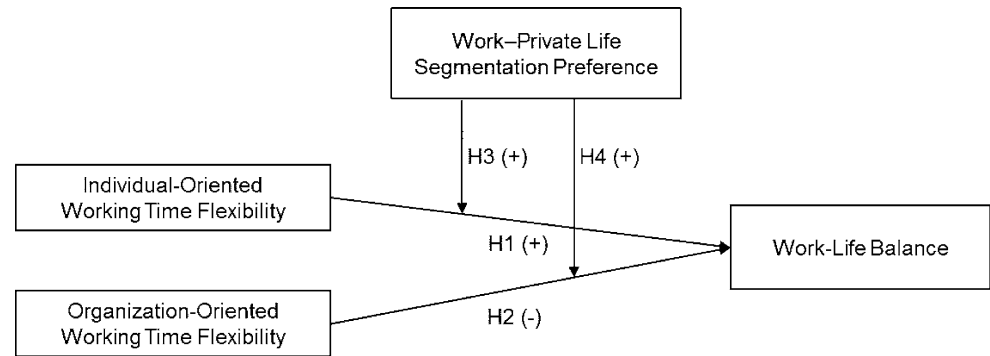 Work–Private Life
Segmentation Preference
H3 (+)
H4 (+)
Individual-Oriented
Working Time Flexibility
H1 (+)
Work-Life Balance
Organization-Oriented
Working Time Flexibility
H2 (-)